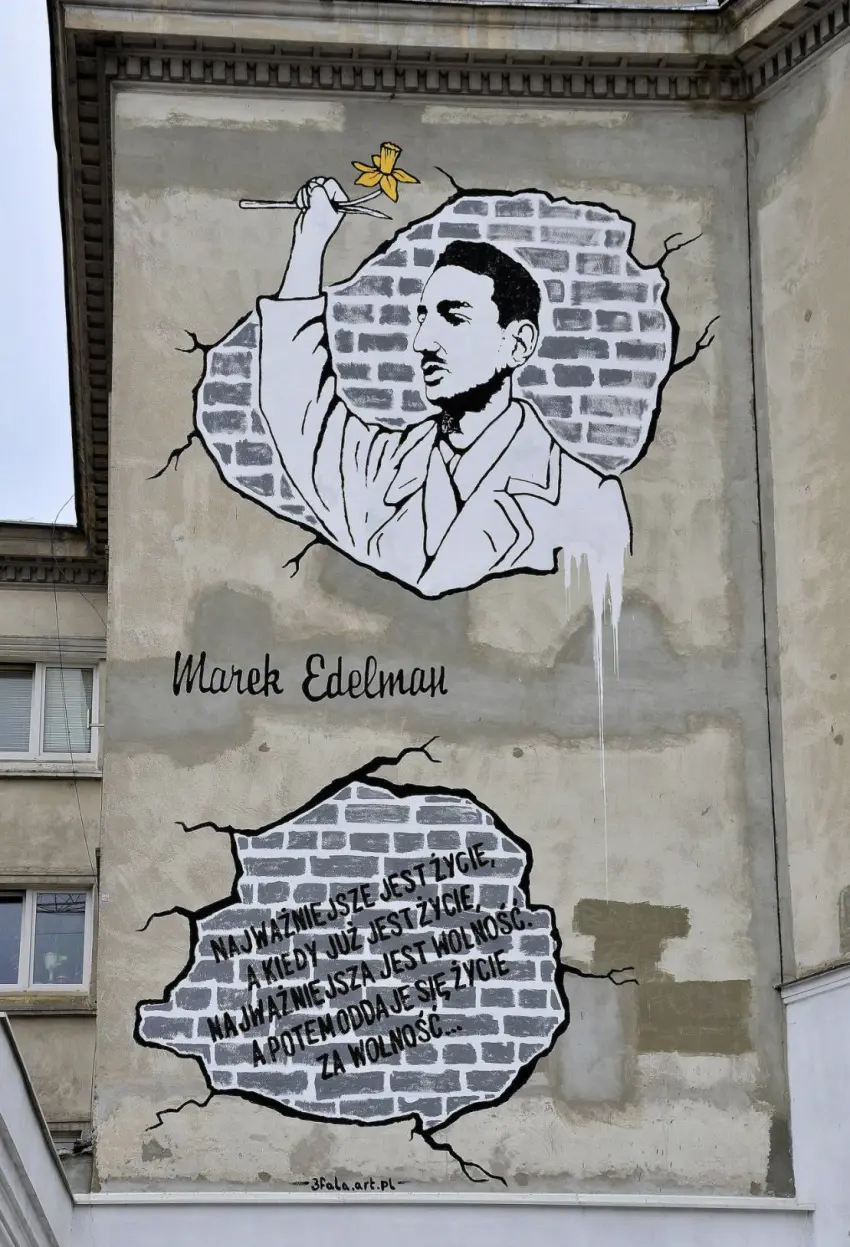 Marek Edelman
NAJWAŻNIEJSZE JEST ŻYCIE,
A KIEDY JUŻ JEST ŻYCIE,
NAJWAŻNIEJSZA JEST WOLNOŚĆ.
A POTEM ODDAJE SIĘ ŻYCIE
ZA WOLNOŚĆ...
-3fala.art.pl-